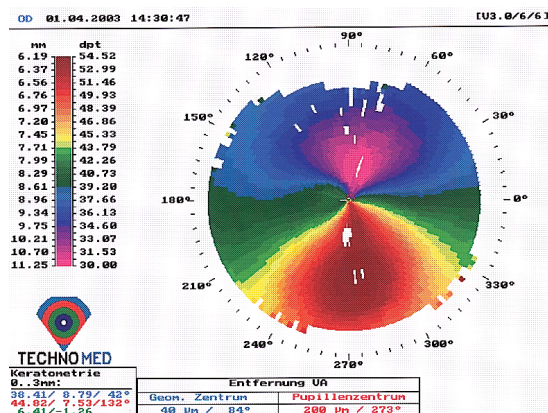 OD 01.04.2003 14:30:47 [V3.0/6/6]
mm dpt
6.19 54.52
6.37 52.99
6.56 51.46
6.76 49.93
6.97 48.39
7.20 46.86
7.45 45.33
7.71 43.79
7.99 42.26
8.29 40.73
8.61 39.20
8.96 37.66
9.34 36.13
9.75 34.60
10.21 33.07
10.70 31.53
11.25 30.00
90°
120° 60°
150° 30°
180° 0°
210° 330°
240° 300°
270°
TECHNOMED
Keratometrie
0..3mm:
38.41/ 8.79/ 42°
44.82/ 7.53/132°
6.41/-1.26
Entfernung VA
Geom. Zentrum Pupillenzentrum
40 µm / 84° 200 µm / 273°